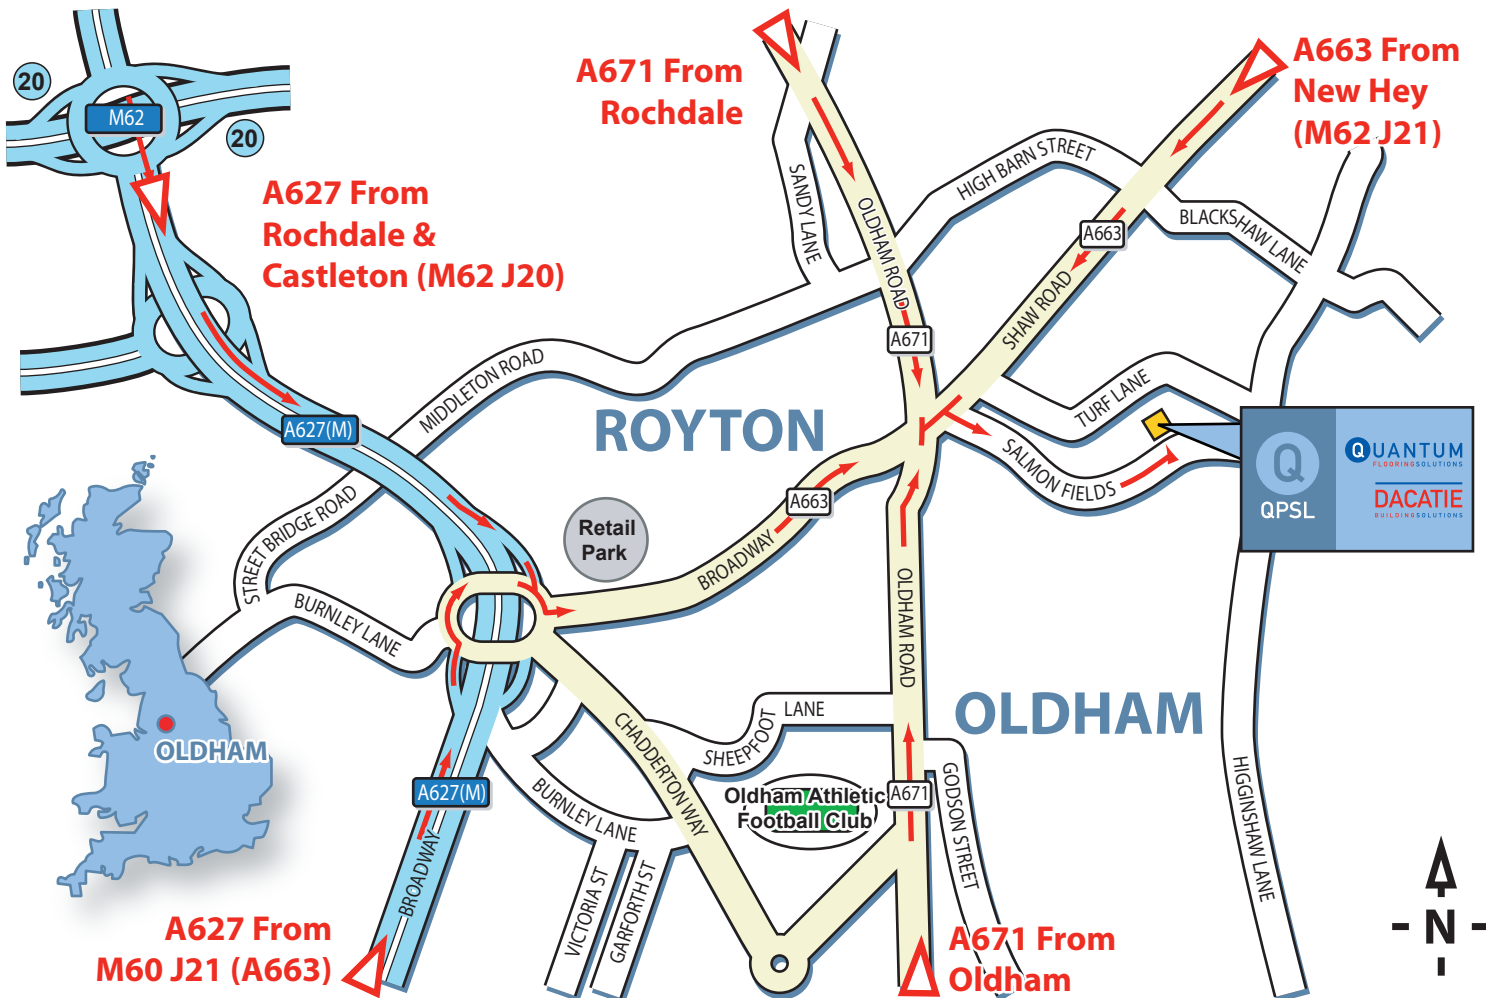 20
M62
20
A627 From
Rochdale &
Castleton (M62 J20)
A671 From
Rochdale
A663 From
New Hey
(M62 J21)
SANDY LANE
OLDHAM ROAD
HIGH BARN STREET
A663
BLACKSHAW LANE
SHAW ROAD
A671
MIDDLETON ROAD
A627(M)
ROYTON
TURF LANE
SALMON FIELDS
Q
QPSL
QUANTUM
FLOORINGSOLUTIONS
DACATIE
BUILDINGSOLUTIONS
STREET BRIDGE ROAD
A663
Retail
Park
BROADWAY
BURNLEY LANE
OLDHAM ROAD
OLDHAM
OLDHAM
CHADDERTON WAY
SHEEPFOOT LANE
A627(M)
BURNLEY LANE
Oldham Athletic
Football Club
A671
GODSON STREET
HIGGINSHAW LANE
BROADWAY
VICTORIA ST
GARFORTH ST
A627 From
M60 J21 (A663)
A671 From
Oldham
N